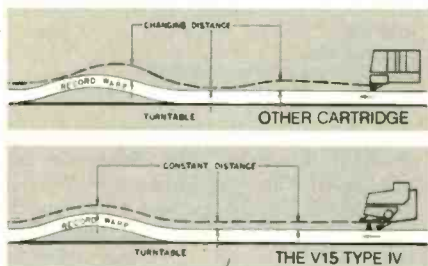 CHANGING DISTANCE
RECORD WARP
TURNTABLE
OTHER CARTRIDGE
CONSTANT DISTANCE
RECORD WARP
TURNTABLE
THE V15 TYPE IV